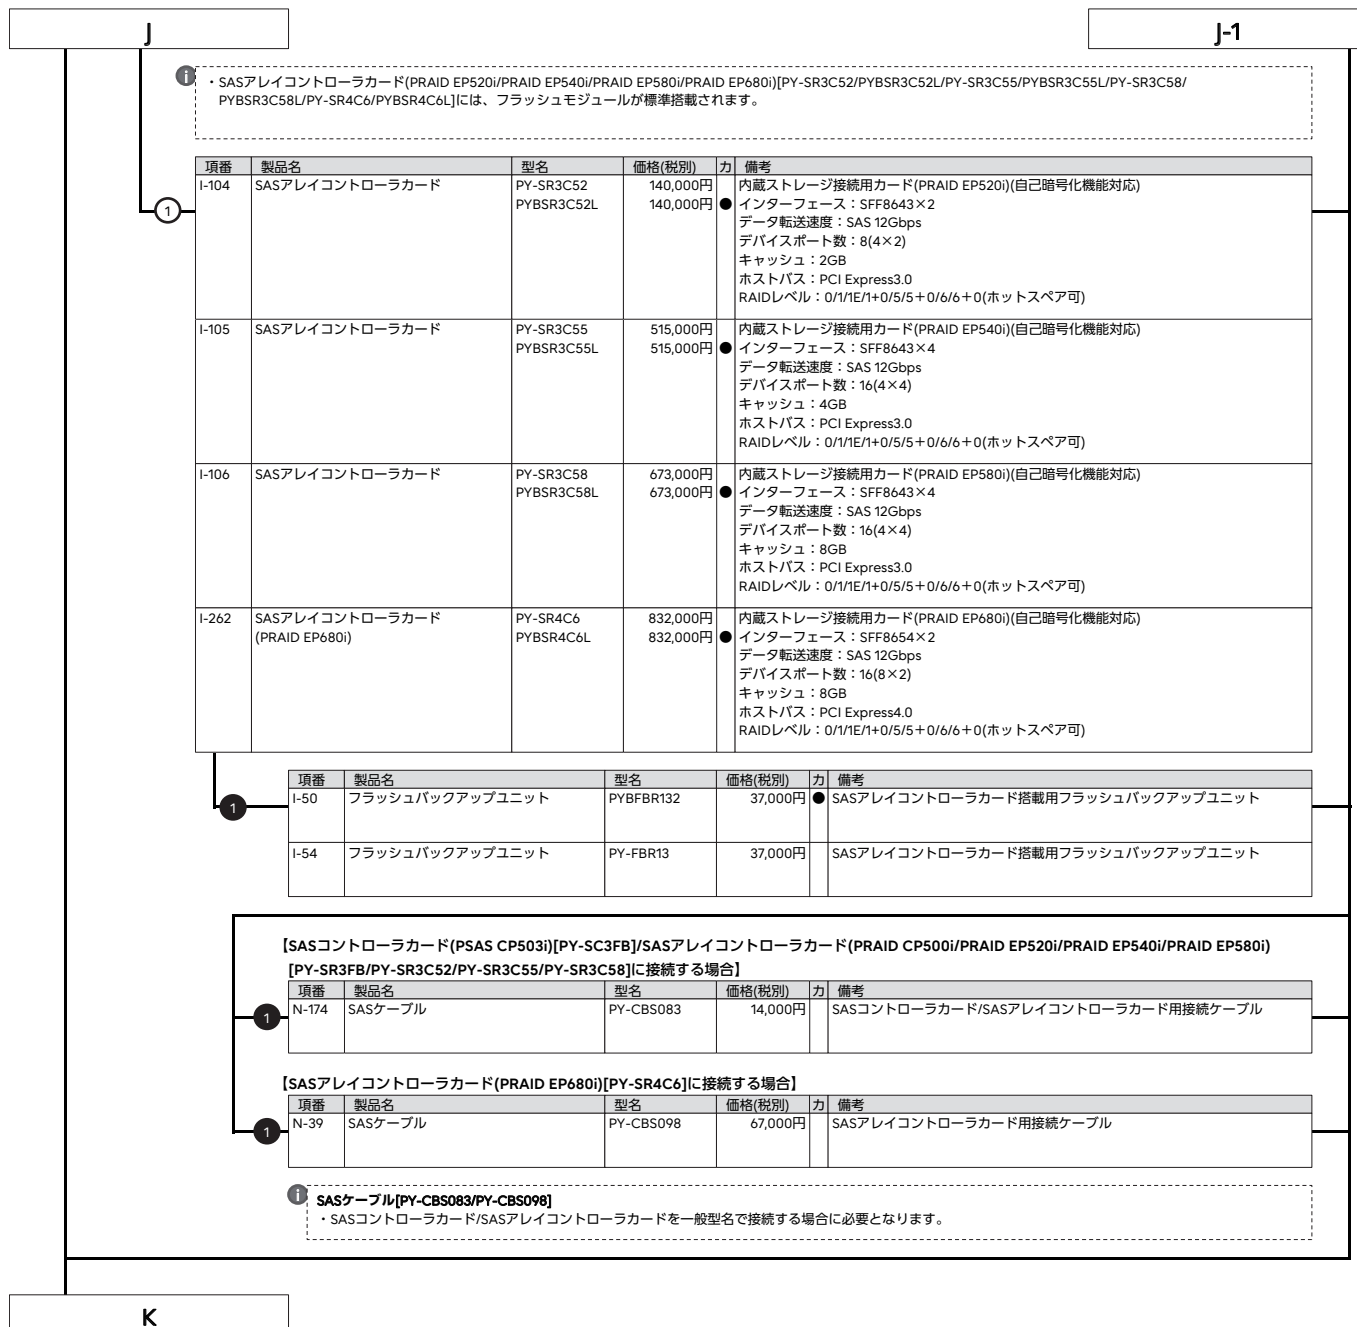 J
J-1
・SASアレイコントローラカード(PRAID EP520i/PRAID EP540i/PRAID EP580i/PRAID EP680i)[PY-SR3C52/PYBSR3C52L/PY-SR3C55/PYBSR3C55L/PY-SR3C58/
PYBSR3C58L/PY-SR4C6/PYBSR4C6L]には、フラッシュモジュールが標準搭載されます。
項番 製品名 型名 価格(税別) カ 備考
I-104 SASアレイコントローラカード PY-SR3C52 140,000円 内蔵ストレージ接続用カード(PRAID EP520i)(自己暗号化機能対応)
1 PYBSR3C52L 140,000円 ● インターフェース：SFF8643×2
データ転送速度：SAS 12Gbps
デバイスポート数：8(4×2)
キャッシュ：2GB
ホストバス：PCI Express3.0
RAIDレベル：0/1/1E/1+0/5/5＋0/6/6＋0(ホットスペア可)
I-105 SASアレイコントローラカード PY-SR3C55 515,000円 内蔵ストレージ接続用カード(PRAID EP540i)(自己暗号化機能対応)
PYBSR3C55L 515,000円 ● インターフェース：SFF8643×4
データ転送速度：SAS 12Gbps
デバイスポート数：16(4×4)
キャッシュ：4GB
ホストバス：PCI Express3.0
RAIDレベル：0/1/1E/1+0/5/5＋0/6/6＋0(ホットスペア可)
I-106 SASアレイコントローラカード PY-SR3C58 673,000円 内蔵ストレージ接続用カード(PRAID EP580i)(自己暗号化機能対応)
PYBSR3C58L 673,000円 ● インターフェース：SFF8643×4
データ転送速度：SAS 12Gbps
デバイスポート数：16(4×4)
キャッシュ：8GB
ホストバス：PCI Express3.0
RAIDレベル：0/1/1E/1+0/5/5＋0/6/6＋0(ホットスペア可)
I-262 SASアレイコントローラカード PY-SR4C6 832,000円 内蔵ストレージ接続用カード(PRAID EP680i)(自己暗号化機能対応)
(PRAID EP680i) PYBSR4C6L 832,000円 ● インターフェース：SFF8654×2
データ転送速度：SAS 12Gbps
デバイスポート数：16(8×2)
キャッシュ：8GB
ホストバス：PCI Express4.0
RAIDレベル：0/1/1E/1+0/5/5＋0/6/6＋0(ホットスペア可)
項番 製品名 型名 価格(税別) カ 備考
1 I-50 フラッシュバックアップユニット PYBFBR132 37,000円 ● SASアレイコントローラカード搭載用フラッシュバックアップユニット
I-54 フラッシュバックアップユニット PY-FBR13 37,000円 SASアレイコントローラカード搭載用フラッシュバックアップユニット
【SASコントローラカード(PSAS CP503i)[PY-SC3FB]/SASアレイコントローラカード(PRAID CP500i/PRAID EP520i/PRAID EP540i/PRAID EP580i)
[PY-SR3FB/PY-SR3C52/PY-SR3C55/PY-SR3C58]に接続する場合】
項番 製品名 型名 価格(税別) カ 備考
1 N-174 SASケーブル PY-CBS083 14,000円 SASコントローラカード/SASアレイコントローラカード用接続ケーブル
【SASアレイコントローラカード(PRAID EP680i)[PY-SR4C6]に接続する場合】
項番 製品名 型名 価格(税別) カ 備考
1 N-39 SASケーブル PY-CBS098 67,000円 SASアレイコントローラカード用接続ケーブル
SASケーブル[PY-CBS083/PY-CBS098]
・SASコントローラカード/SASアレイコントローラカードを一般型名で接続する場合に必要となります。
K